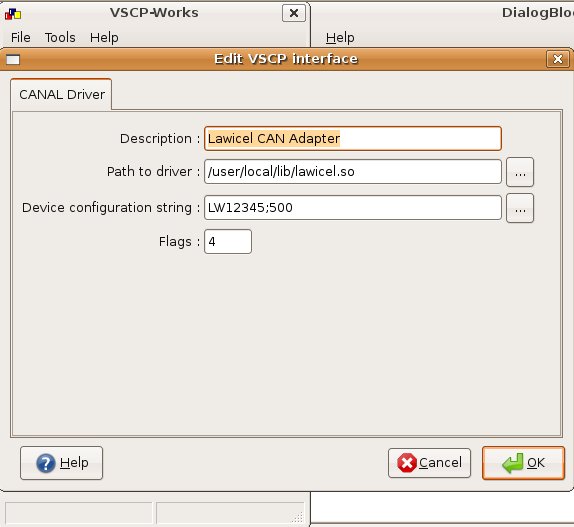 VSCP-Works
DialogBlo
File Tools Help
Help
Edit VSCP interface
CANAL Driver
Description : Lawicel CAN Adapter
Path to driver : /user/local/lib/lawicel.so ...
Device configuration string : LW12345;500 ...
Flags : 4
Help Cancel OK